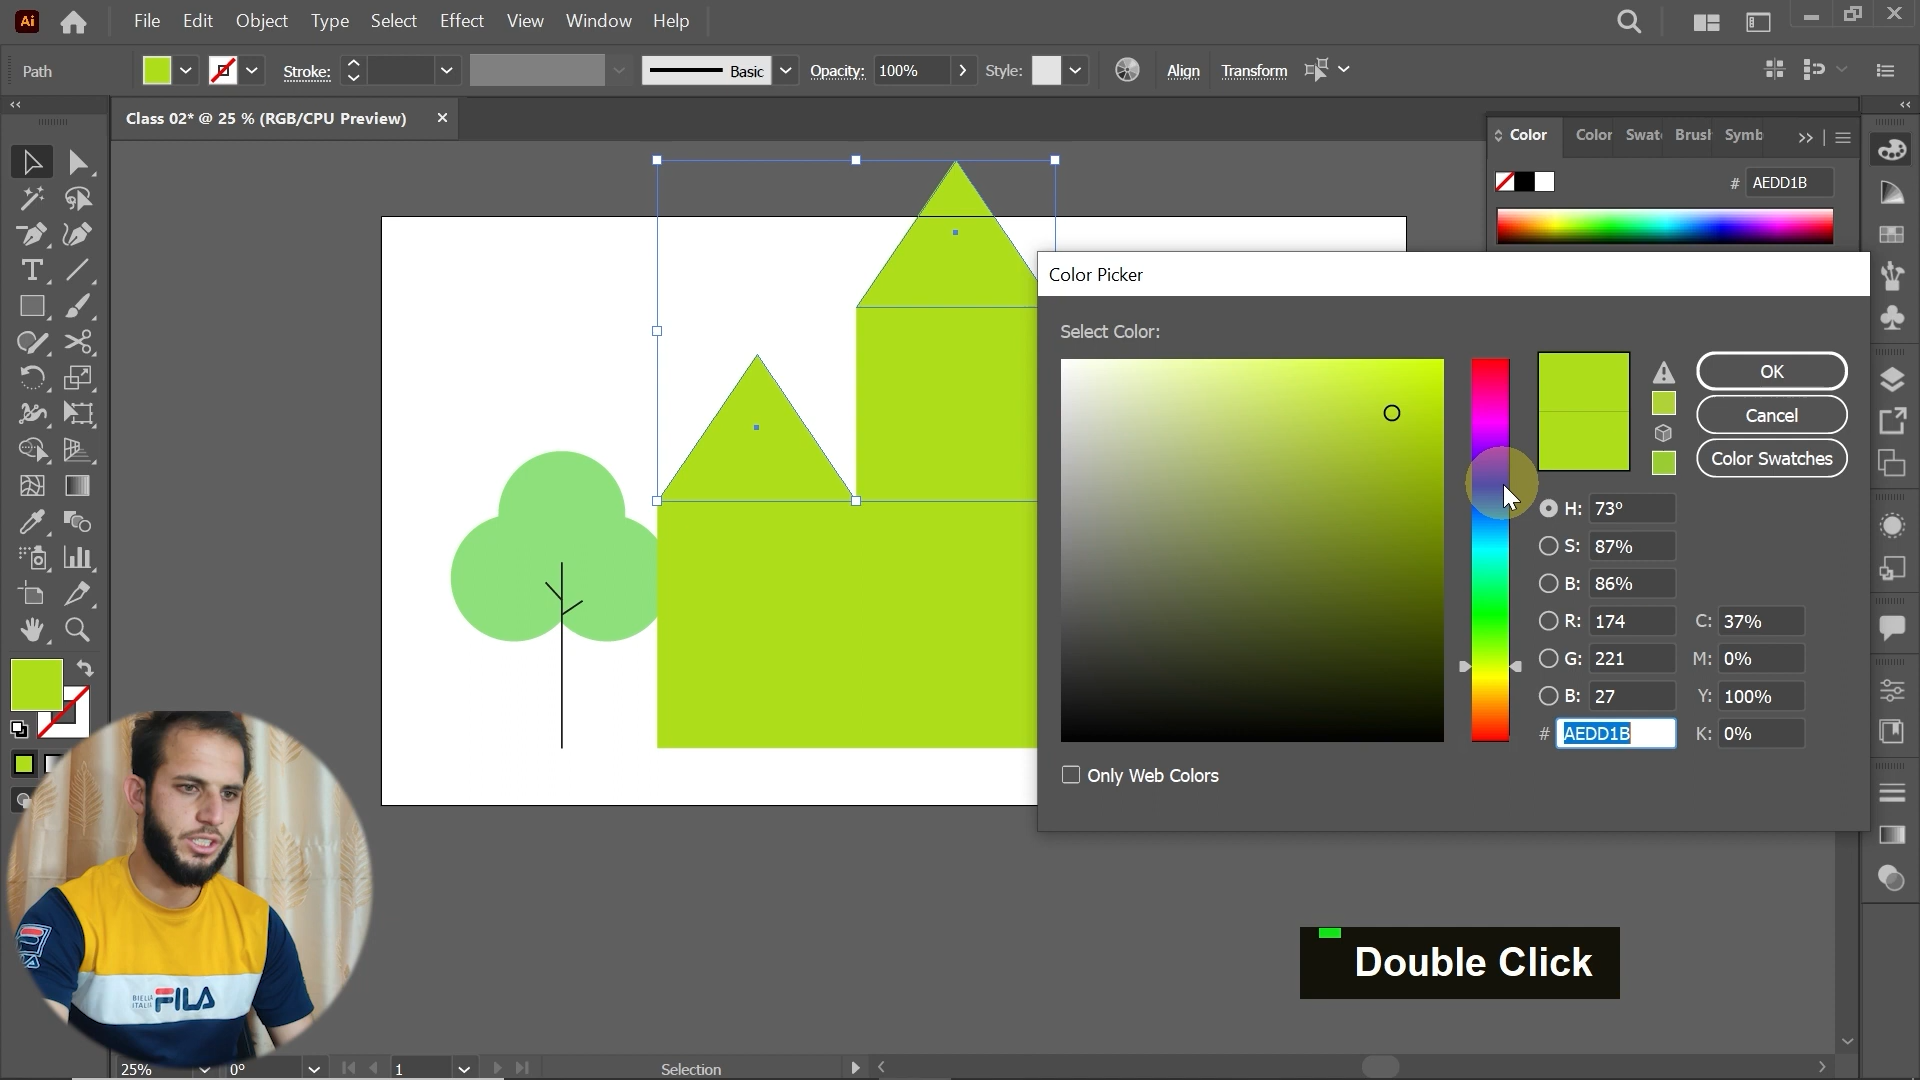 Ai File Edit Object Type Select Effect View Window Help
Path Stroke: Basic Opacity: 100% Style: Align Transform
Class 02* @ 25 % (RGB/CPU Preview)
Color Color Swat Brush Symb
# AEDD1B
Color Picker
Select Color:
OK
Cancel
Color Swatches
H: 73º
S: 87%
B: 86%
R: 174 C: 37%
G: 221 M: 0%
B: 27 Y: 100%
# AEDD1B K: 0%
Only Web Colors
Double Click
BIELLA
ITALIA
FILA
25% 0° 1 Selection